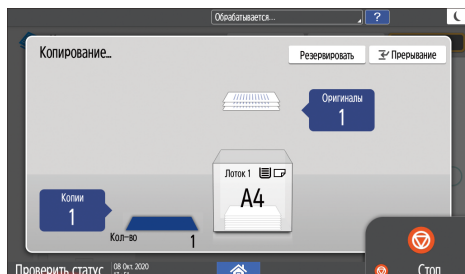 Обрабатывается...
?
Копирование...
Резервировать
Прерывание
Оригиналы
1
Лоток 1
A4
Копии
1
Кол-во 1
Проверить статус
08 Окт. 2020
Стоп